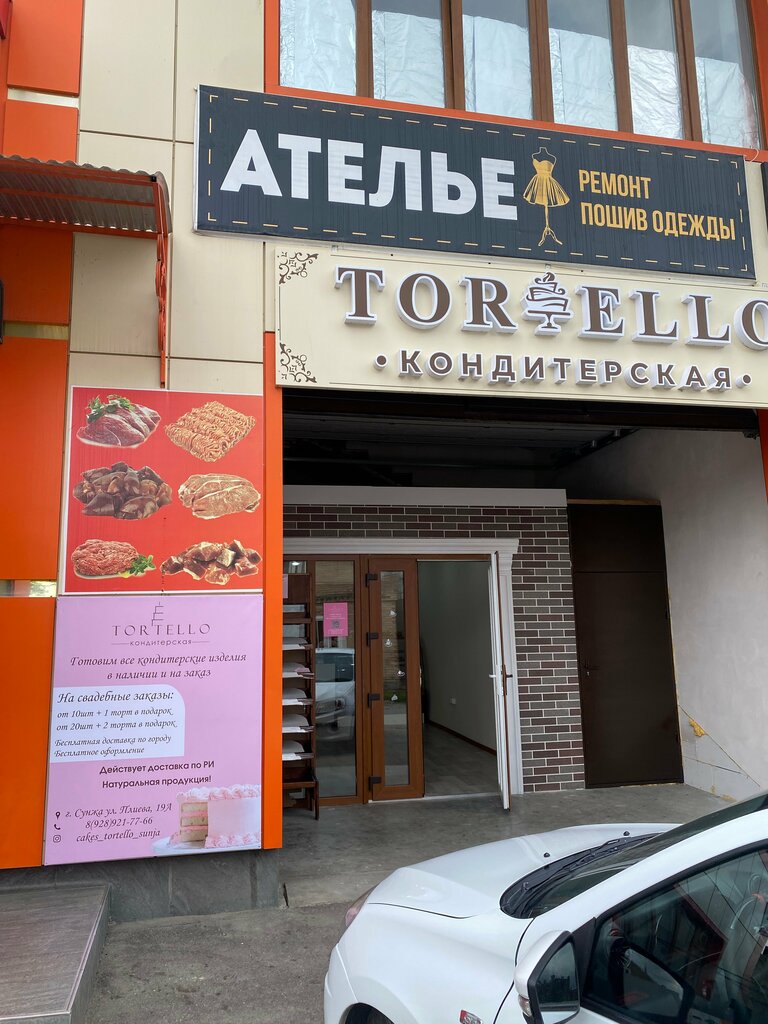 АТЕЛЬЕ
РЕМОНТ
ПОШИВ ОДЕЖДЫ
TORTELLO
•КОНДИТЕРСКАЯ•
TORTELLO
кондитерская
Готовим все кондитерские изделия
в наличии и на заказ
На свадебные заказы:
от 10шт + 1 торт в подарок
от 20шт + 2 торта в подарок
Бесплатная доставка по городу
Бесплатное оформление
Действует доставка по РИ
Натуральная продукция!
г. Сунжа ул. Плиева, 19А
8(928)921-77-66
cakes_tortello_sunja